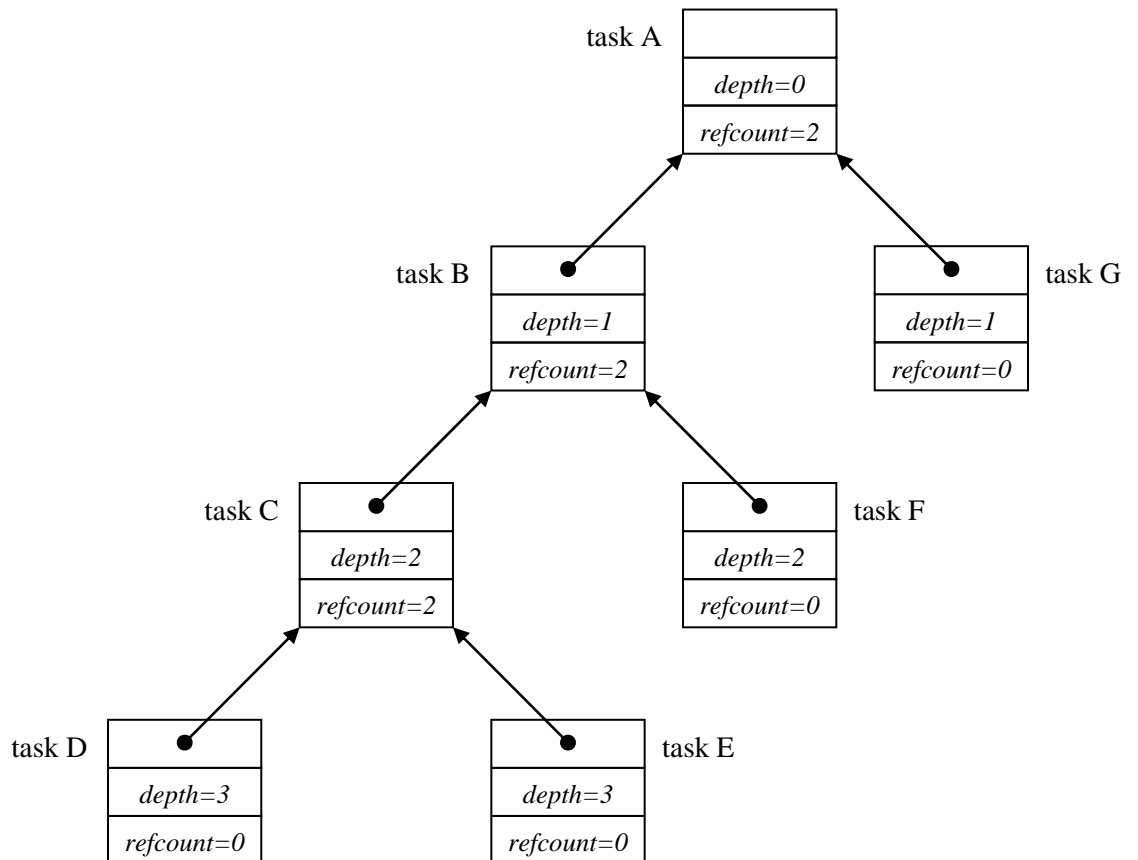 task A
depth=0
refcount=2
task B
depth=1
refcount=2
task G
depth=1
refcount=0
task C
depth=2
refcount=2
task F
depth=2
refcount=0
task D
depth=3
refcount=0
task E
depth=3
refcount=0